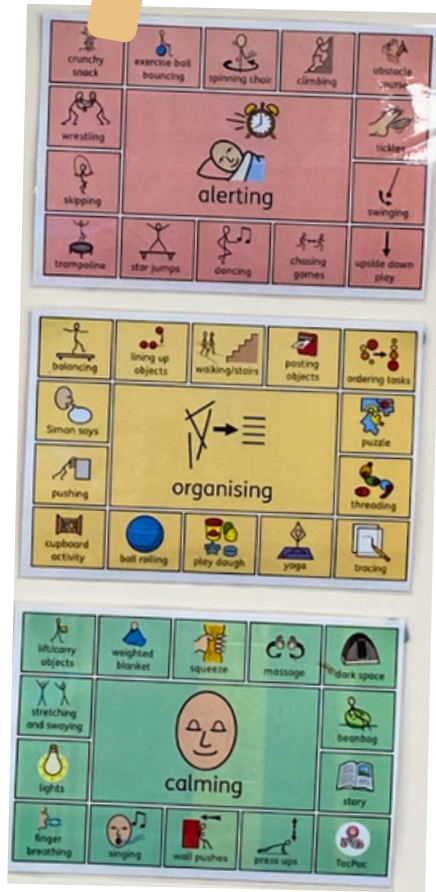 crunchy
snack
exercise ball
bouncing
spinning chair
climbing
obstacle
wrestling
alerting
tickles
skipping
swinging
trampoline
star jumps
dancing
chasing
games
upside down
play
balancing
lining up
objects
walking/stairs
posting
objects
ordering tasks
Simon says
organising
puzzle
pushing
threading
cupboard
activity
ball rolling
play dough
yoga
tracing
lift/carry
objects
weighted
blanket
squeeze
massage
dark space
stretching
and swaying
calming
beanbag
lights
story
finger
breathing
singing
wall pushes
press ups
TacPac